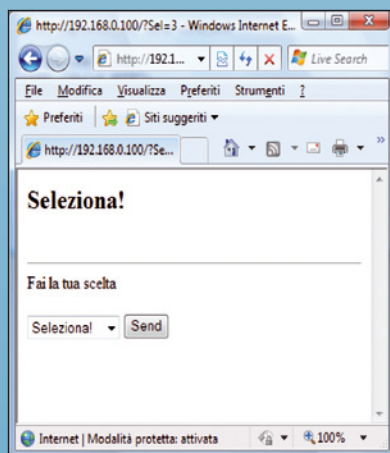 http://192.168.0.100/?Sel=3 - Windows Internet E...
http://192.1...
Live Search
File Modifica Visualizza Preferiti Strumenti ?
Preferiti Siti suggeriti
http://192.168.0.100/?Se...
Seleziona!
Fai la tua scelta
Seleziona! Send
Internet | Modalità protetta: attivata 100%